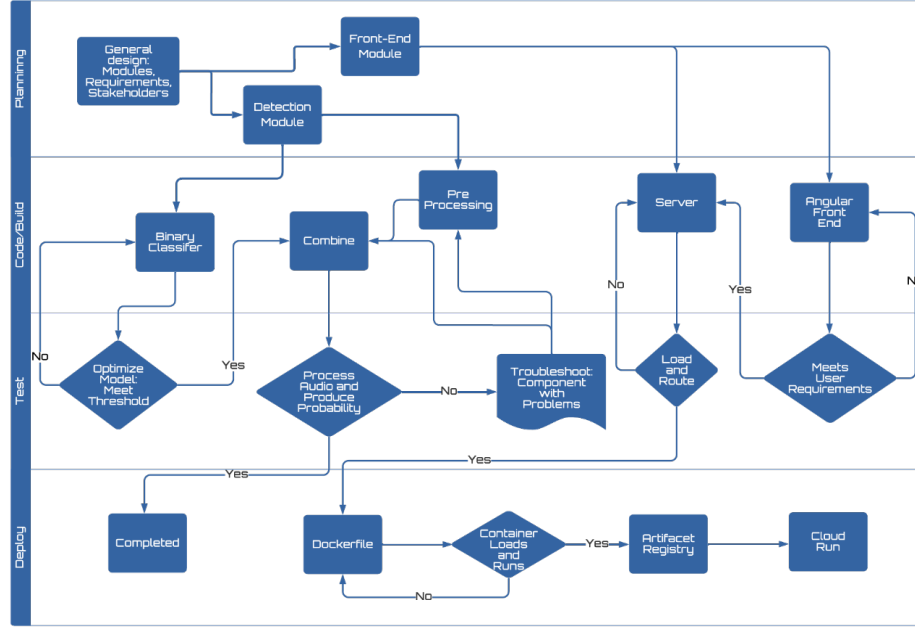 Planninng
General
design:
Modules,
Requirements,
Stakeholders
Front-End
Module
Detection
Module
Code/Build
Pre
Processing
Server
Angular
Front
End
Binary
Classifer
Combine
No
Yes
No
Yes
No
Test
Optimize
Model: Meet
Threshold
Process
Audio and
Produce
Probability
No
Troubleshoot:
Component
with
Problems
Load
and
Route
Meets
User
Requirements
Yes
Yes
Deploy
Completed
Dockerfile
Container
Loads
and
Runs
Yes
Artifacet
Registry
Cloud
Run
No